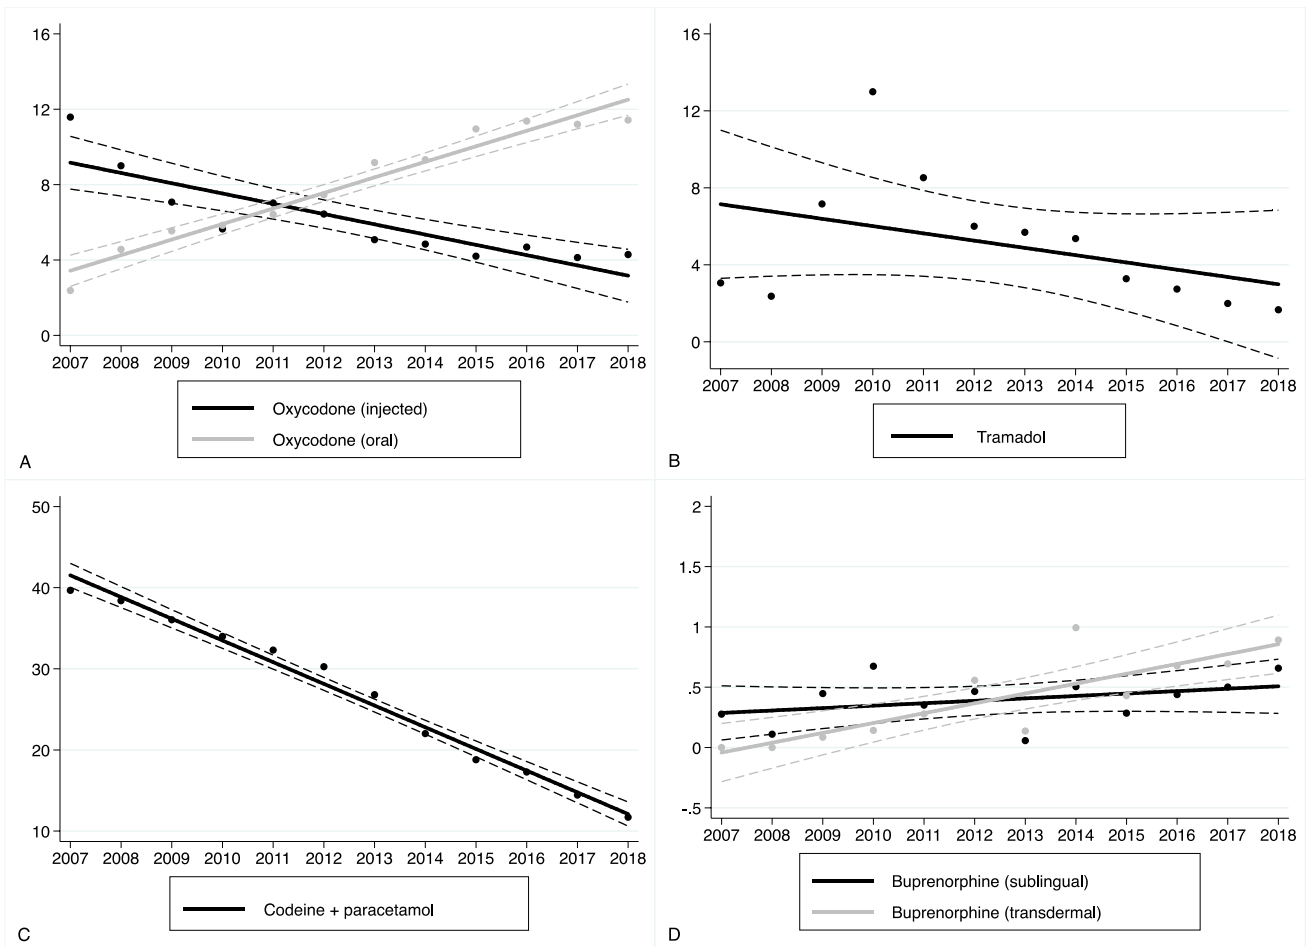 16
12
8
4
0
2007 2008 2009 2010 2011 2012 2013 2014 2015 2016 2017 2018
Oxycodone (injected)
Oxycodone (oral)
A
16
12
8
4
0
2007 2008 2009 2010 2011 2012 2013 2014 2015 2016 2017 2018
Tramadol
B
50
40
30
20
10
2007 2008 2009 2010 2011 2012 2013 2014 2015 2016 2017 2018
Codeine + paracetamol
C
2
1.5
1
.5
0
-.5
2007 2008 2009 2010 2011 2012 2013 2014 2015 2016 2017 2018
Buprenorphine (sublingual)
Buprenorphine (transdermal)
D